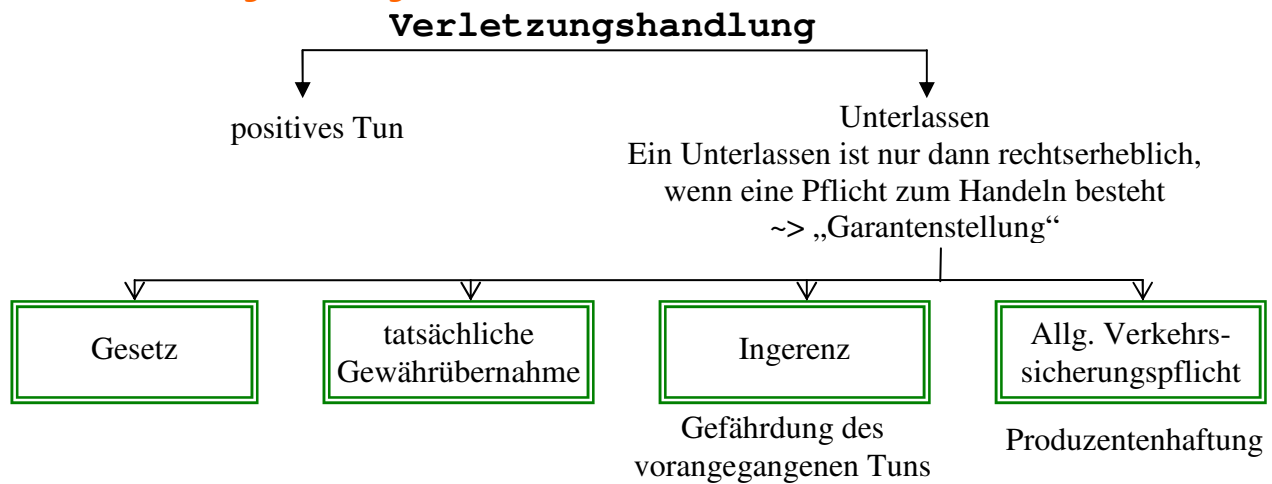 Verletzungshandlung
positives Tun
Unterlassen
Ein Unterlassen ist nur dann rechtserheblich,
wenn eine Pflicht zum Handeln besteht
~> „Garantenstellung“
Gesetz
tatsächliche
Gewährübernahme
Ingerenz
Allg. Verkehrs-
sicherungspflicht
Gefährdung des
vorangegangenen Tuns
Produzentenhaftung